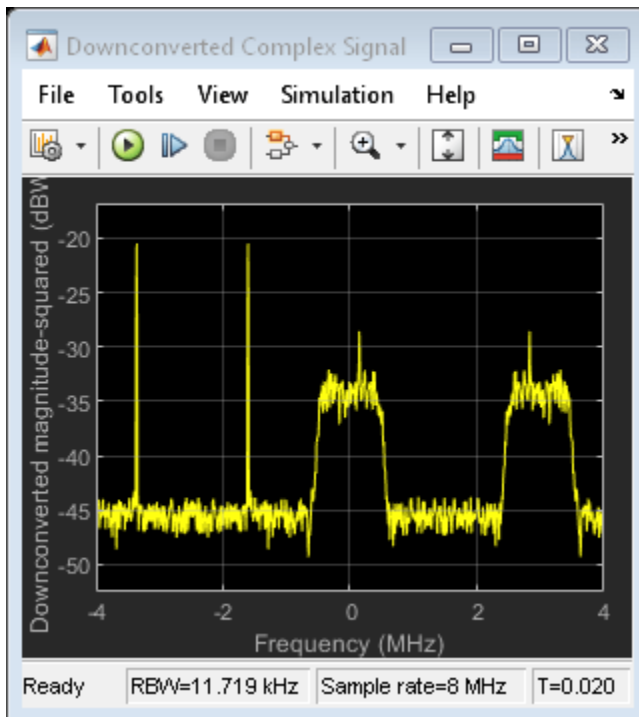 Downconverted Complex Signal
File Tools View Simulation Help
»
Downconverted magnitude-squared (dBW
-20
-25
-30
-35
-40
-45
-50
-4 -2 0 2 4
Frequency (MHz)
Ready RBW=11.719 kHz Sample rate=8 MHz T=0.020